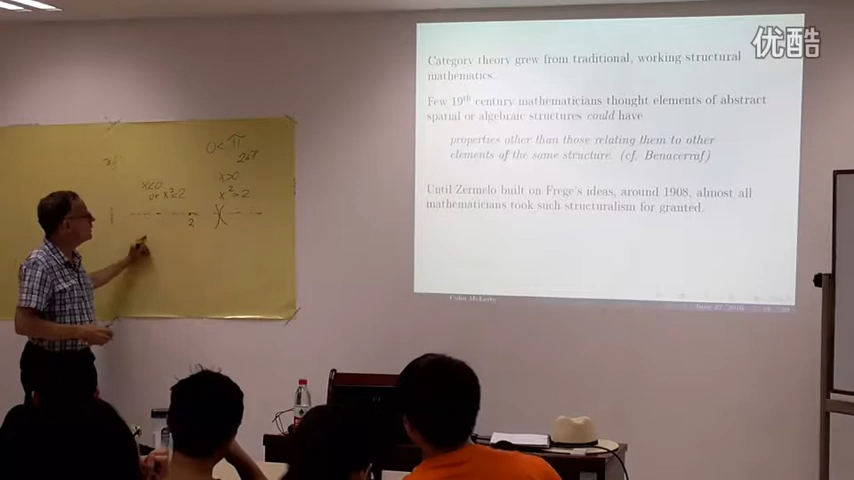 优酷
Category theory grew from traditional, working structural
mathematics.
Few 19th century mathematicians thought elements of abstract
spatial or algebraic structures could have
properties other than those relating them to other
elements of the same structure. (cf. Benacerraf)
Until Zermelo built on Frege's ideas, around 1908, almost all
mathematicians took such structuralism for granted.
Colin McLarty
x<0
or x²<2
x>0
x²>2
2